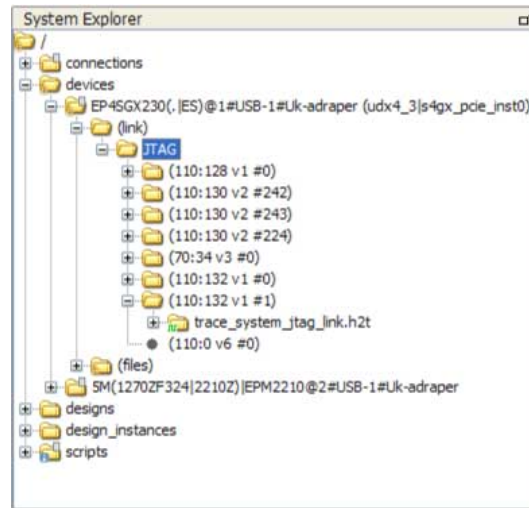 System Explorer
/
connections
devices
EP4SGX230(.|ES)@1#USB-1#Uk-adraper (udx4_3|s4gx_pcie_inst0)
(link)
JTAG
(110:128 v1 #0)
(110:130 v2 #242)
(110:130 v2 #243)
(110:130 v2 #224)
(70:34 v3 #0)
(110:132 v1 #0)
(110:132 v1 #1)
trace_system_jtag_link.h2t
(110:0 v6 #0)
(files)
5M(1270ZF324|2210Z)|EPM2210@2#USB-1#Uk-adraper
designs
design_instances
scripts